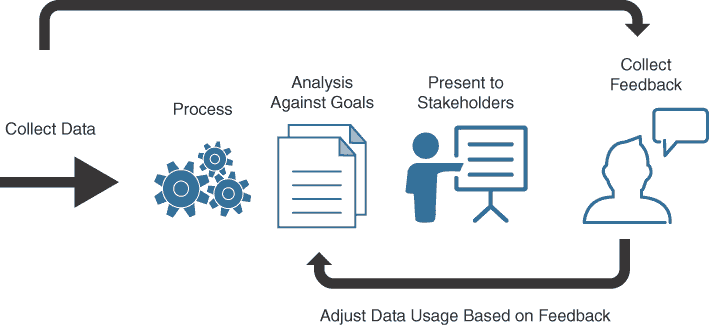 Collect Data
Process
Analysis
Against Goals
Present to
Stakeholders
Collect
Feedback
Adjust Data Usage Based on Feedback